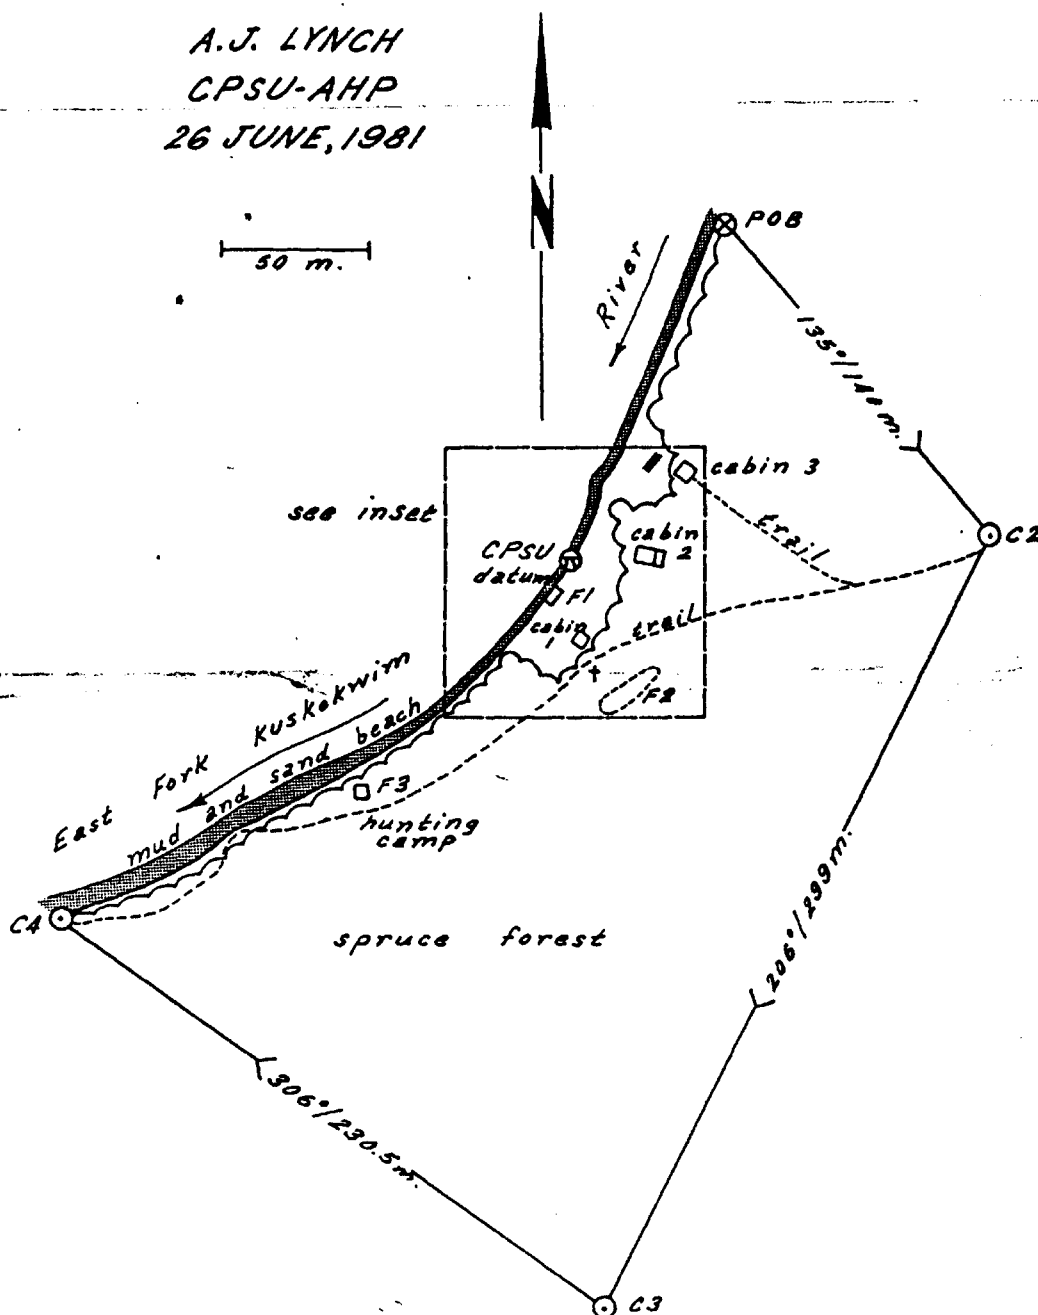 A.J. LYNCH
CPSU-AHP
26 JUNE, 1981
N
50 m.
POB
River
135°/140m.
cabin 3
see inset
trail
C2
cabin
2
CPSU
datum
F1
cabin
1
trail
F2
East Fork Kuskokwim
mud and sand beach
F3
hunting
camp
206°/299m.
C4
spruce forest
306°/230.5m.
C3